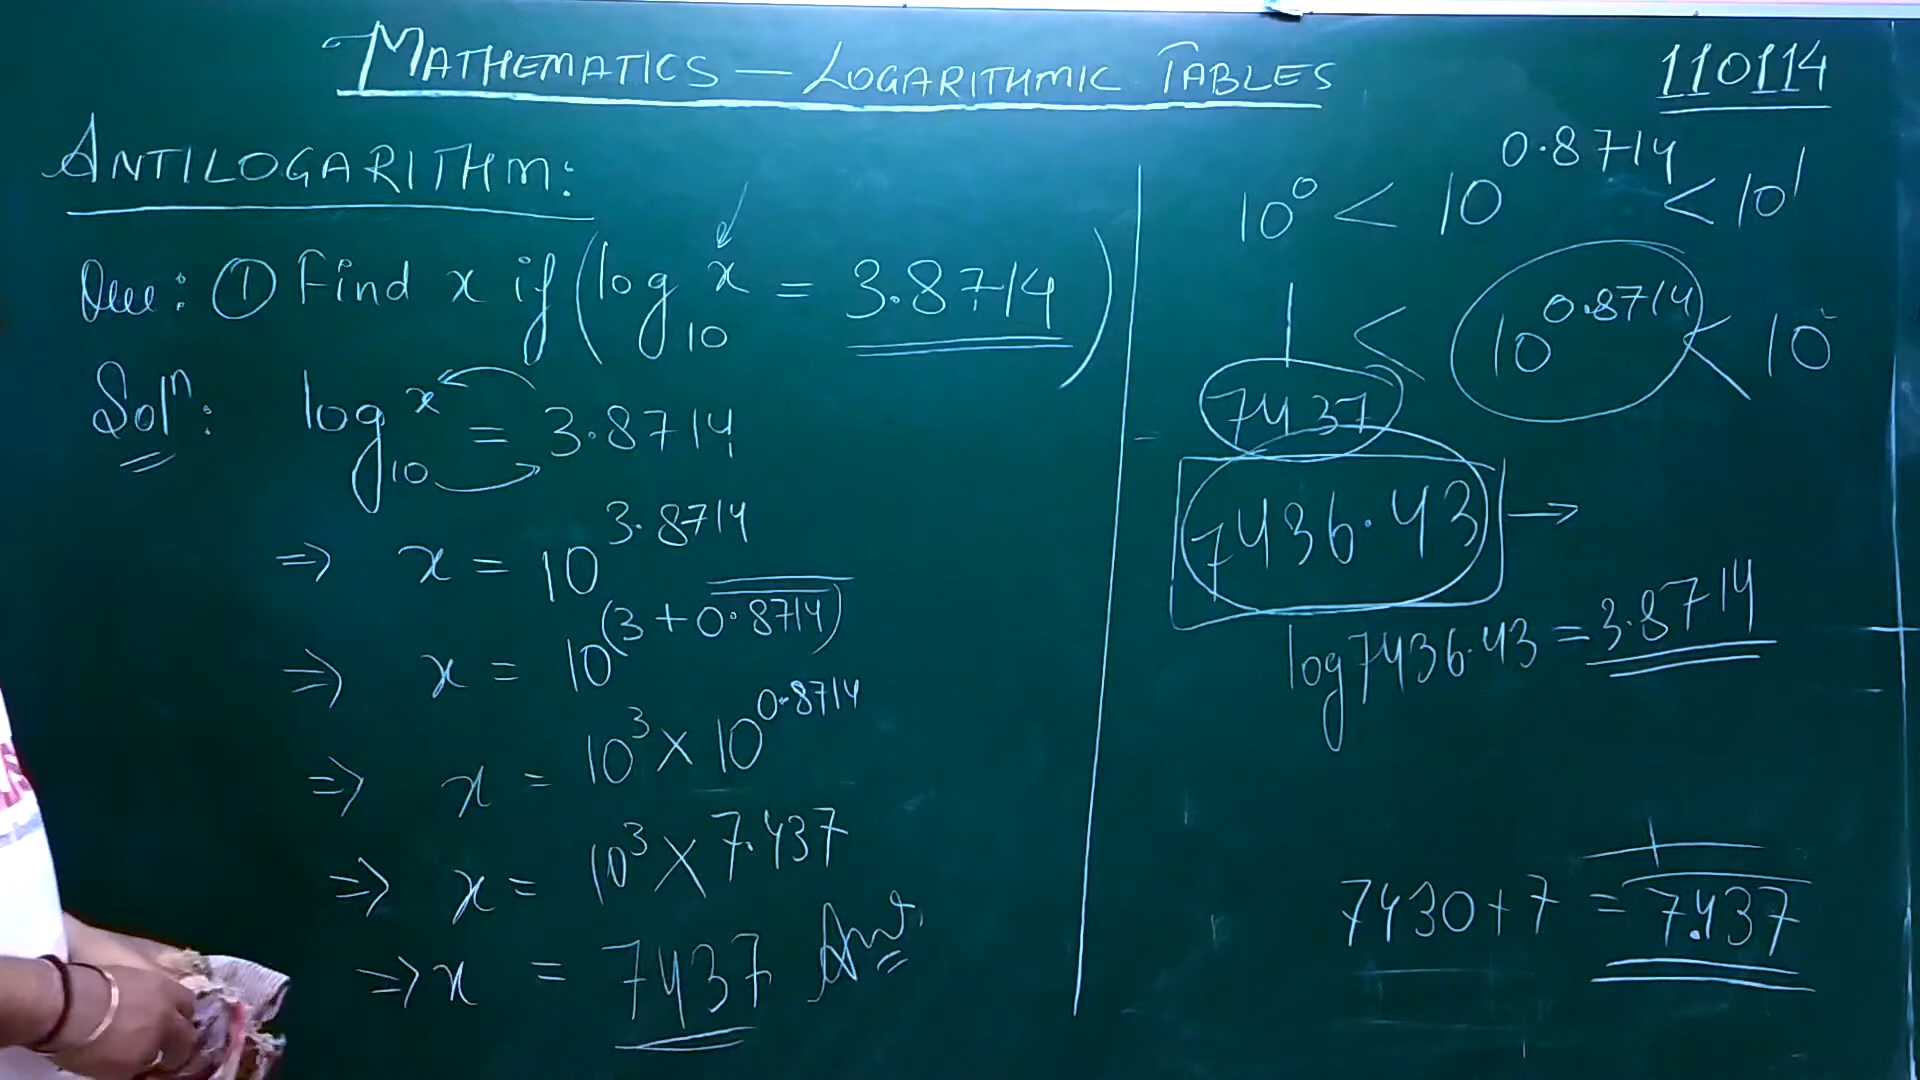 MATHEMATICS — LOGARITHMIC TABLES
110114
ANTILOGARITHM:
Que: ① Find x if (log₁₀ x = 3.8714)
Solⁿ: log₁₀ x = 3.8714
=> x = 10^3.8714
=> x = 10^(3+0.8714)
=> x = 10^3 × 10^0.8714
=> x = 10^3 × 7.437
=> x = 7437 Ans.
10^0 < 10^0.8714 < 10^1
1 < 10^0.8714 < 10
7437
7436.43 →
log7436.43 = 3.8714
7430+7 = 7.437